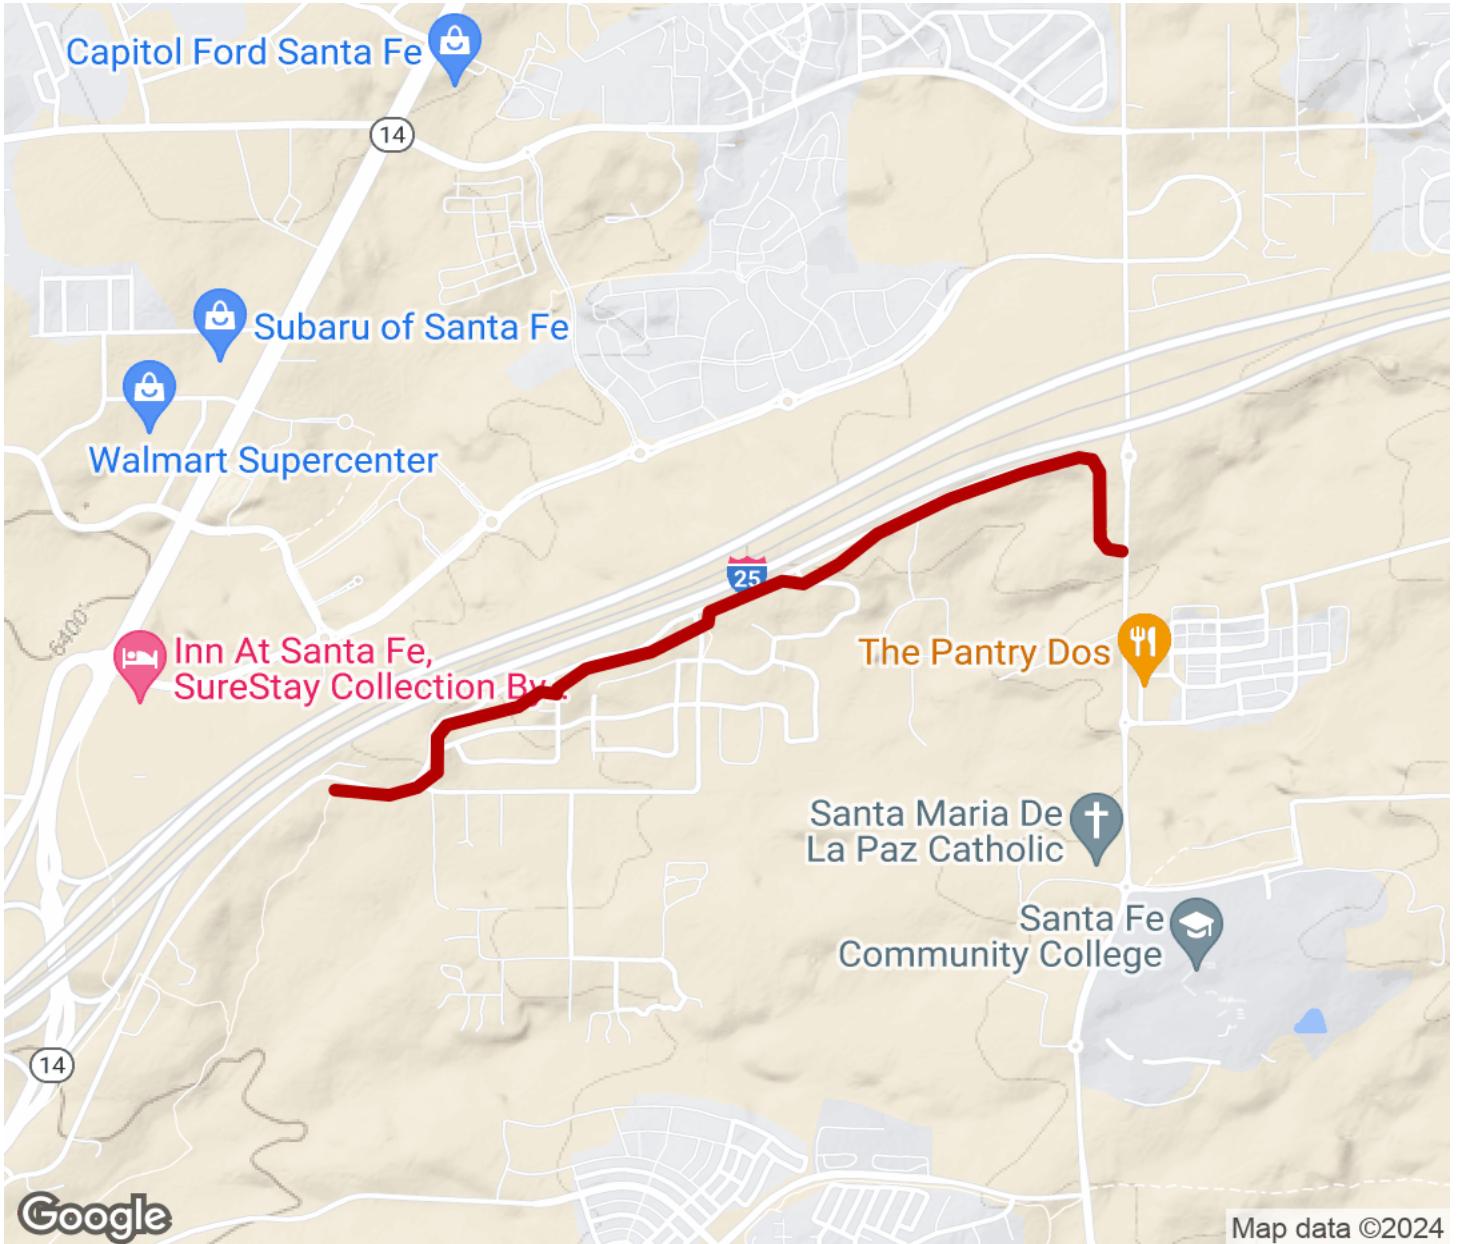 Capitol Ford Santa Fe
14
Subaru of Santa Fe
Walmart Supercenter
25
6400'
Inn At Santa Fe,
SureStay Collection By...
The Pantry Dos
Santa Maria De
La Paz Catholic
Santa Fe
Community College
14
Google
Map data ©2024